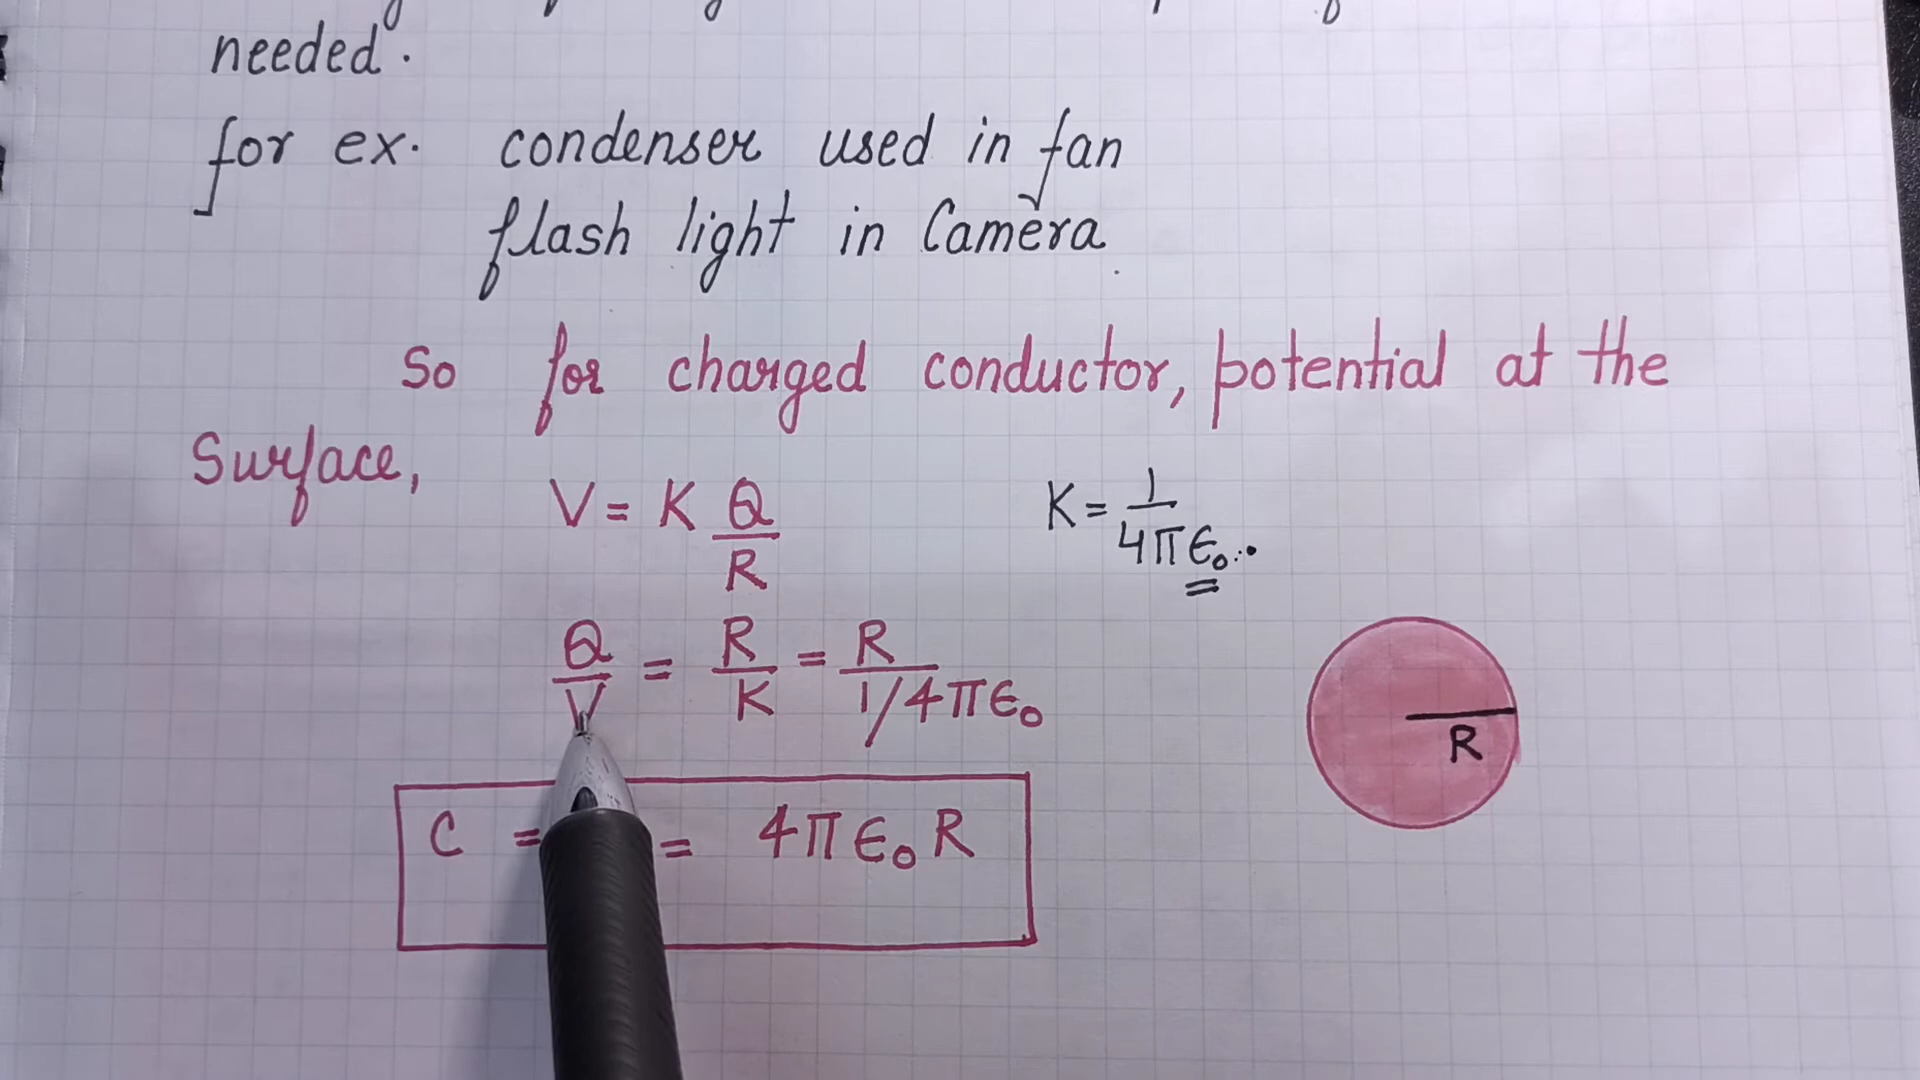 needed.
for ex. condenser used in fan
flash light in Camera
So for charged conductor, potential at the
Surface,
V = K Q/R
K = 1/4πϵ₀
Q/V = R/K = R/1/4πϵ₀
R
C = = 4πϵ₀R